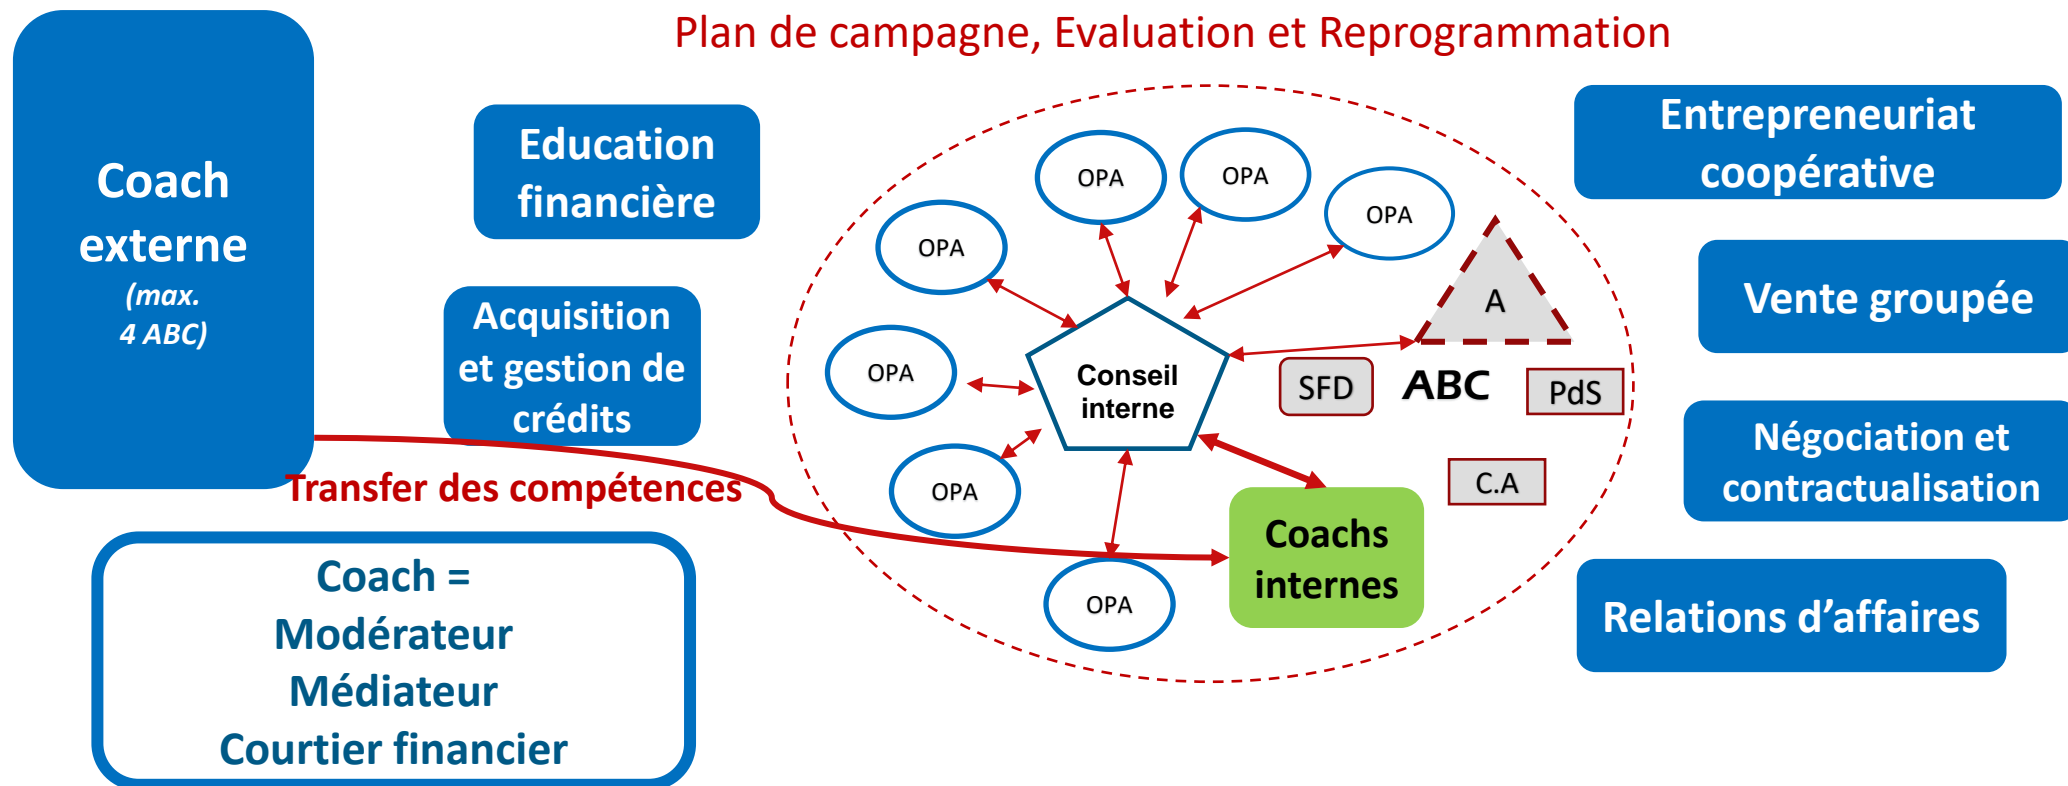 Plan de campagne, Evaluation et Reprogrammation
Coach
externe
(max.
4 ABC)
Education
financière
Acquisition
et gestion de
crédits
Transfer des compétences
Coach =
Modérateur
Médiateur
Courtier financier
OPA
OPA
OPA
OPA
OPA
OPA
OPA
Conseil
interne
A
SFD
ABC
PdS
C.A
Coachs
internes
Entrepreneuriat
coopérative
Vente groupée
Négociation et
contractualisation
Relations d’affaires